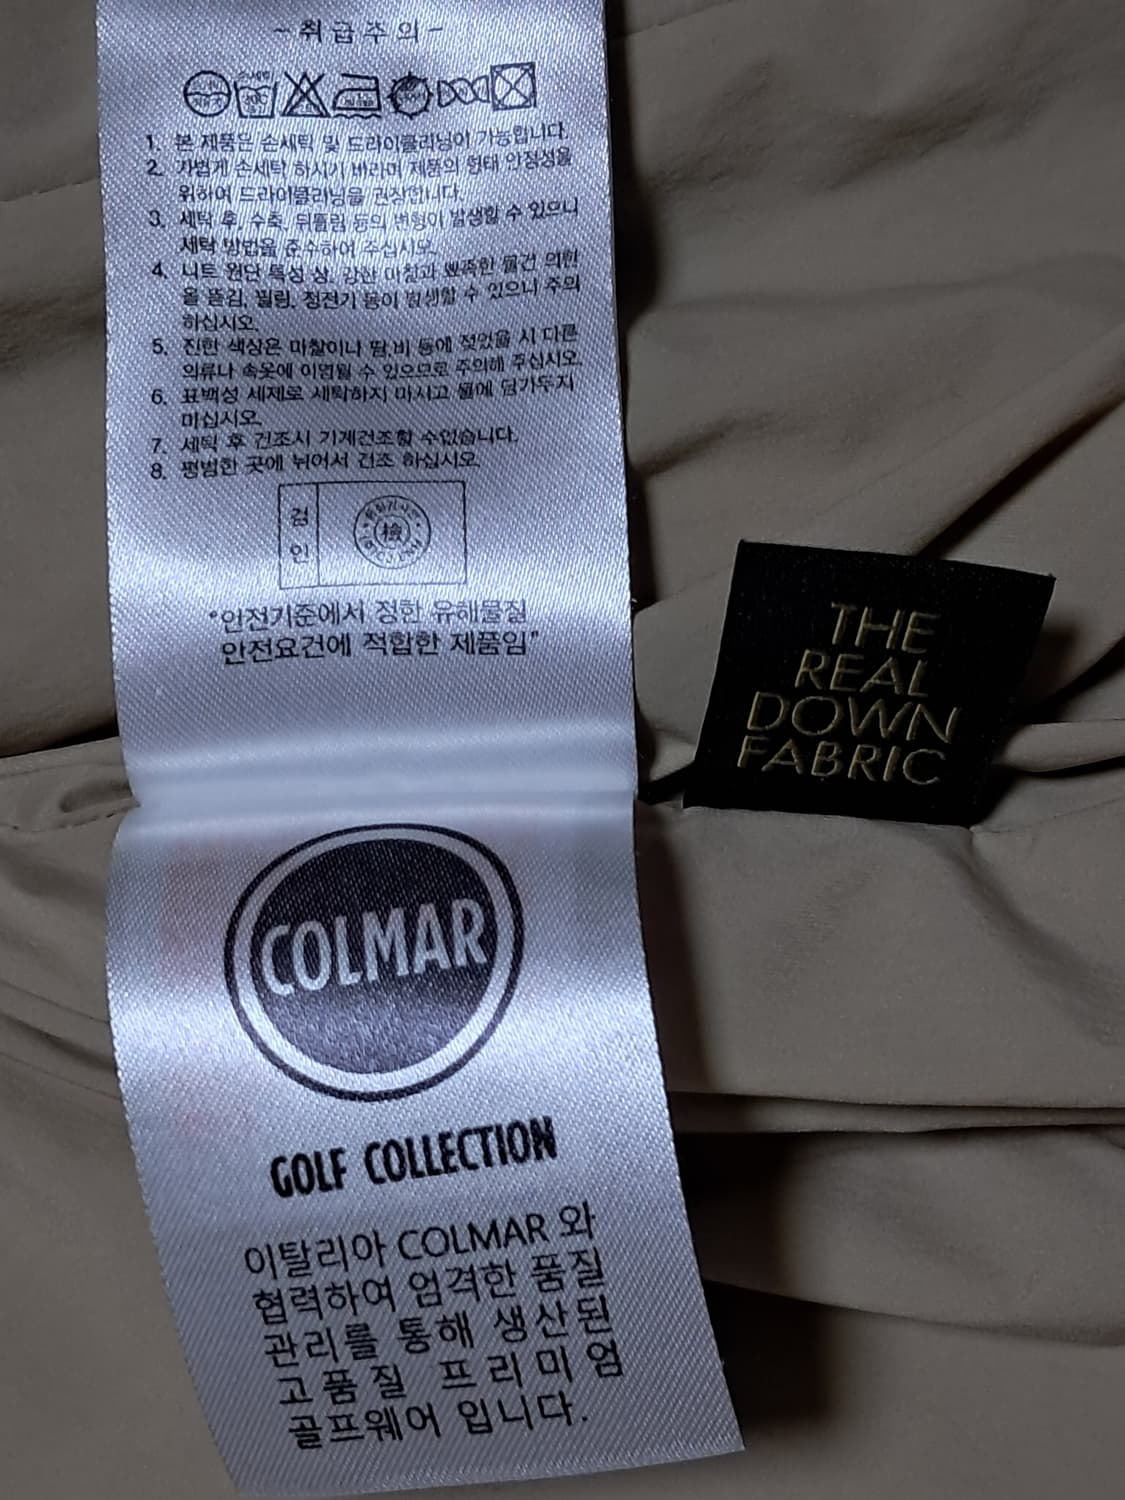 -취급주의-
손세탁
30℃
1. 본 제품은 손세탁 및 드라이클리닝이 가능합니다.
2. 가볍게 손세탁 하시기 바라며 제품의 형태 안정성을
위하여 드라이클리닝을 권장합니다.
3. 세탁 후, 수축, 뒤틀림 등의 변형이 발생할 수 있으니
세탁 방법을 준수하여 주십시오.
4. 니트 원단 특성 상, 강한 마찰과 뾰족한 물건 의한
올 뜯김, 필링, 정전기 등이 발생할 수 있으니 주의
하십시오.
5. 진한 색상은 마찰이나 땀,비 등에 젖었을 시 다른
의류나 속옷에 이염될 수 있으므로 주의해 주십시오.
6. 표백성 세제로 세탁하지 마시고 물에 담가두지
마십시오.
7. 세탁 후 건조시 기계건조할 수없습니다.
8. 평범한 곳에 뉘어서 건조 하십시오.
검
인
檢
"안전기준에서 정한 유해물질
안전요건에 적합한 제품임"
THE
REAL
DOWN
FABRIC
COLMAR
GOLF COLLECTION
이탈리아 COLMAR 와
협력하여 엄격한 품질
관리를 통해 생산된
고품질 프리미엄
골프웨어 입니다.